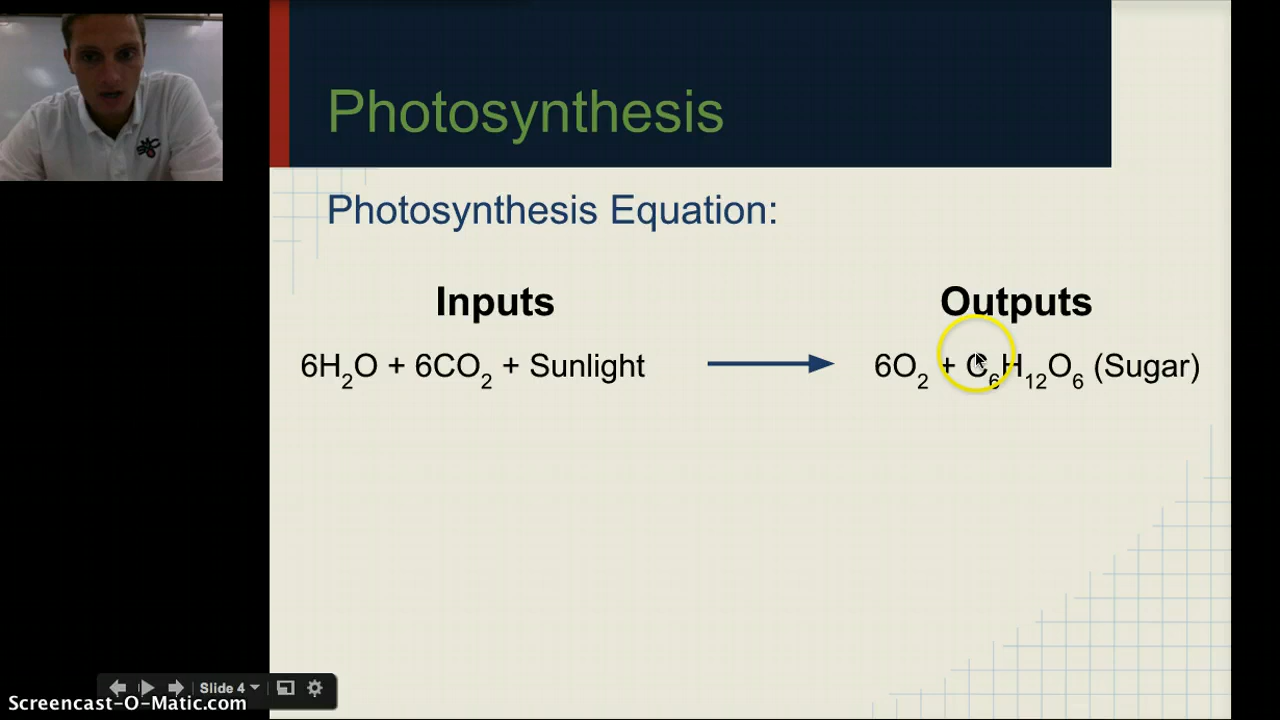 Photosynthesis
Photosynthesis Equation:
Inputs
Outputs
6H₂O + 6CO₂ + Sunlight
6O₂ + C₆H₁₂O₆ (Sugar)
Slide 4
Screencast-O-Matic.com